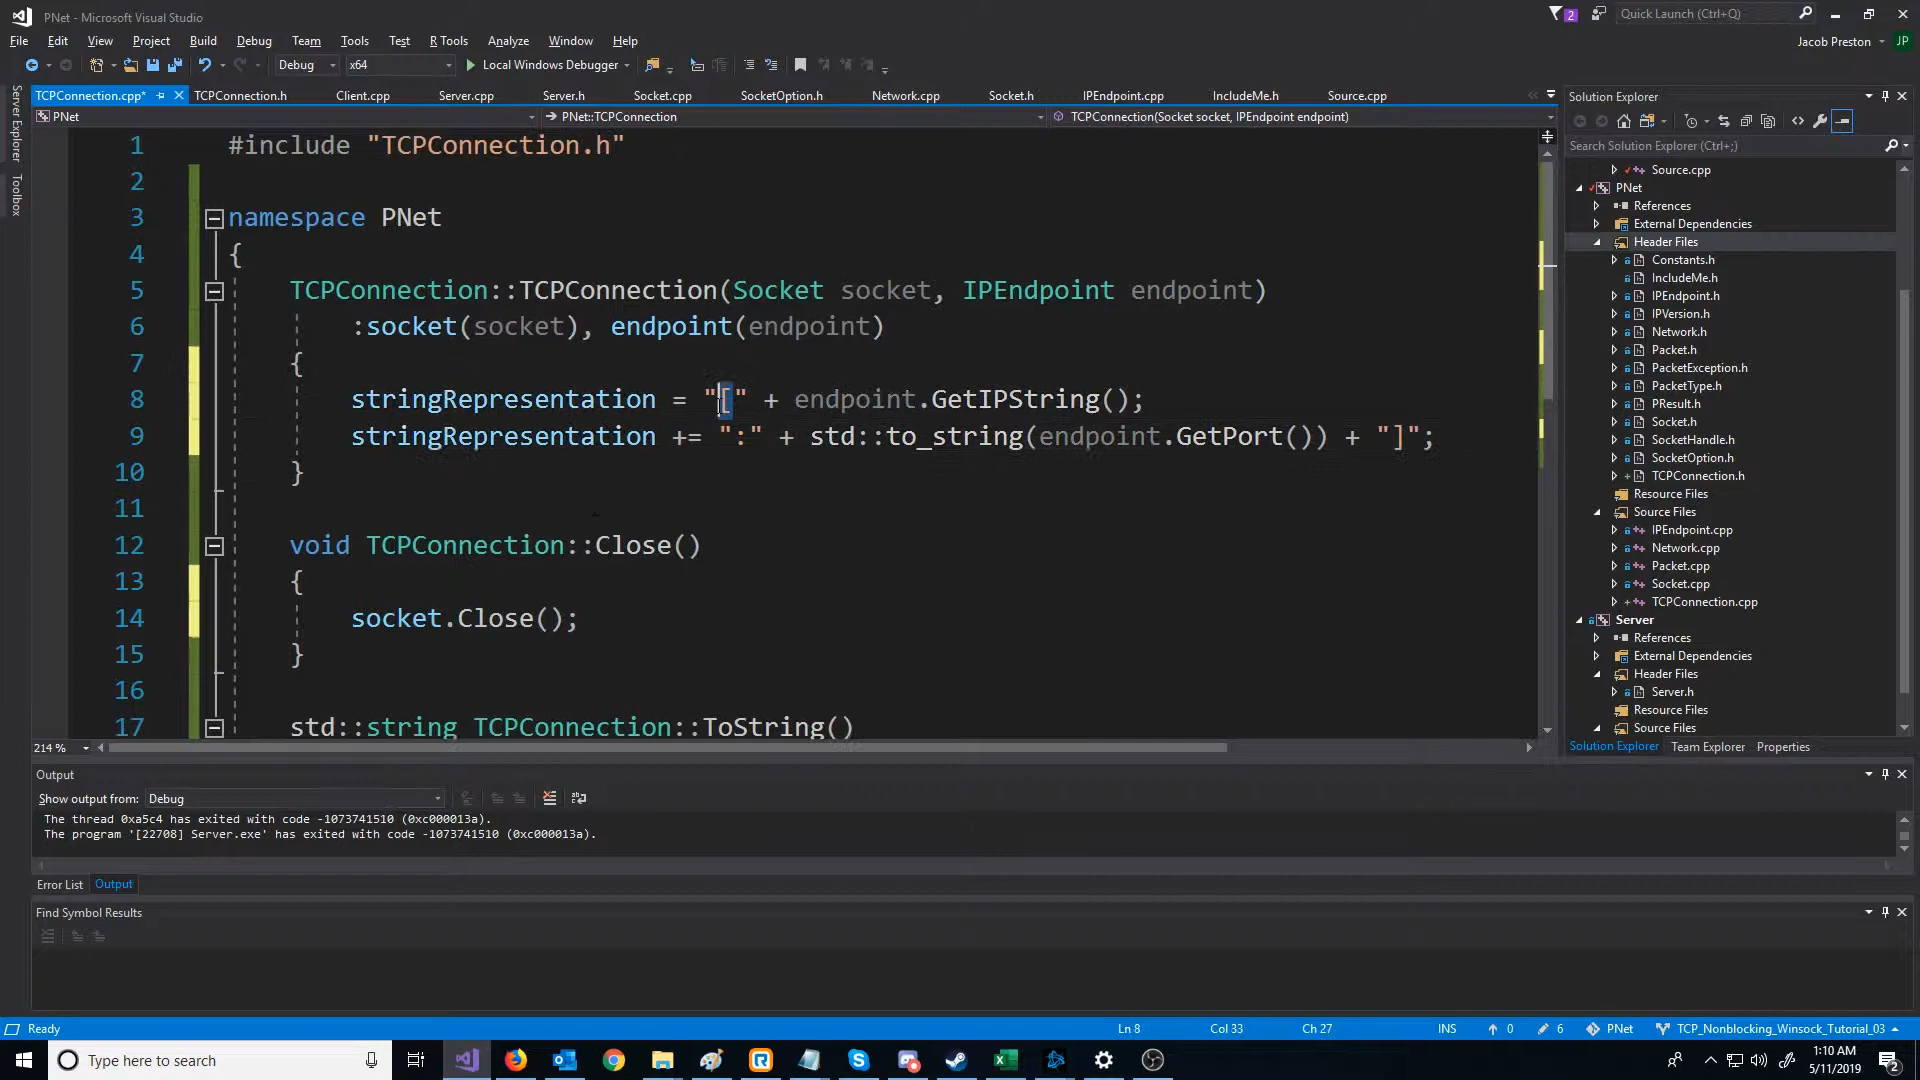 PNet - Microsoft Visual Studio
2
Quick Launch (Ctrl+Q)
File Edit View Project Build Debug Team Tools Test R Tools Analyze Window Help
Jacob Preston JP
Debug x64 Local Windows Debugger
TCPConnection.cpp* TCPConnection.h Client.cpp Server.cpp Server.h Socket.cpp SocketOption.h Network.cpp Socket.h IPEndpoint.cpp IncludeMe.h Source.cpp
PNet PNet::TCPConnection TCPConnection(Socket socket, IPEndpoint endpoint)
Server Explorer
Toolbox
1 #include "TCPConnection.h"
2
3 namespace PNet
4 {
5 TCPConnection::TCPConnection(Socket socket, IPEndpoint endpoint)
6 :socket(socket), endpoint(endpoint)
7 {
8 stringRepresentation = "[" + endpoint.GetIPString();
9 stringRepresentation += ":" + std::to_string(endpoint.GetPort()) + "]";
10 }
11
12 void TCPConnection::Close()
13 {
14 socket.Close();
15 }
16
17 std::string TCPConnection::ToString()
214 %
Solution Explorer
Search Solution Explorer (Ctrl+;)
Source.cpp
PNet
References
External Dependencies
Header Files
Constants.h
IncludeMe.h
IPEndpoint.h
IPVersion.h
Network.h
Packet.h
PacketException.h
PacketType.h
PResult.h
Socket.h
SocketHandle.h
SocketOption.h
TCPConnection.h
Resource Files
Source Files
IPEndpoint.cpp
Network.cpp
Packet.cpp
Socket.cpp
TCPConnection.cpp
Server
References
External Dependencies
Header Files
Server.h
Resource Files
Source Files
Solution Explorer Team Explorer Properties
Output
Show output from: Debug
The thread 0xa5c4 has exited with code -1073741510 (0xc000013a).
The program '[22708] Server.exe' has exited with code -1073741510 (0xc000013a).
Error List Output
Find Symbol Results
Ready Ln 8 Col 33 Ch 27 INS 0 6 PNet TCP_Nonblocking_Winsock_Tutorial_03
Type here to search
1:10 AM
5/11/2019
2